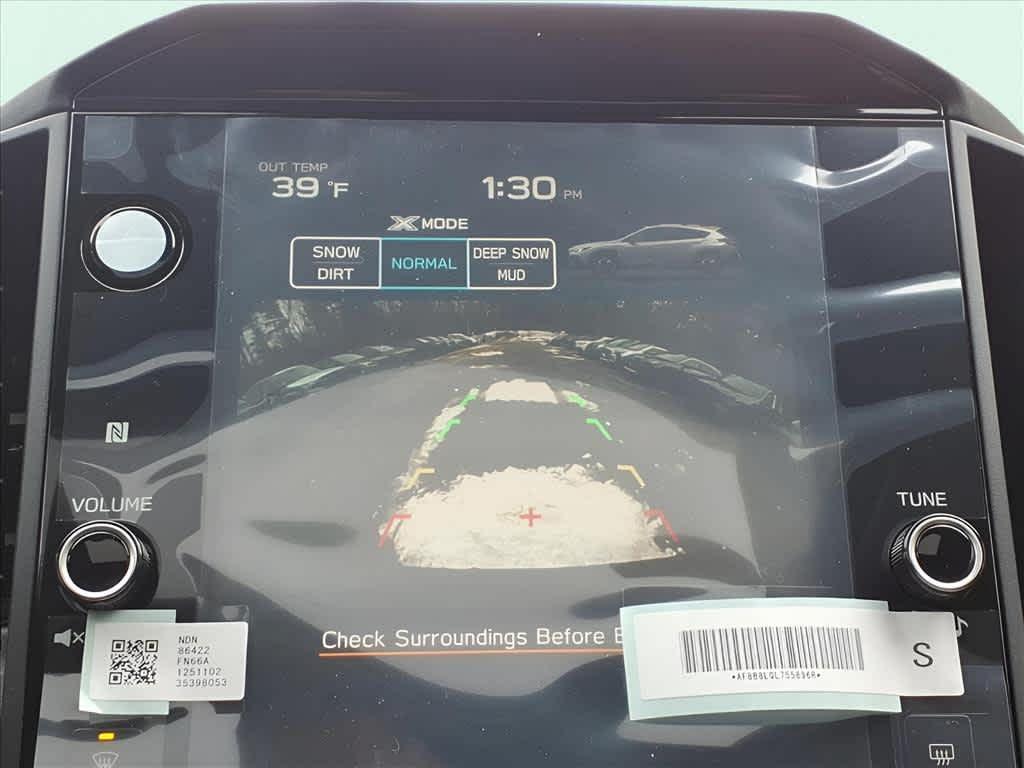 OUT TEMP
39 °F
1:30 PM
X MODE
SNOW
DIRT
NORMAL
DEEP SNOW
MUD
N
VOLUME
TUNE
Check Surroundings Before
NDN
86422
FN66A
1251102
35398053
S